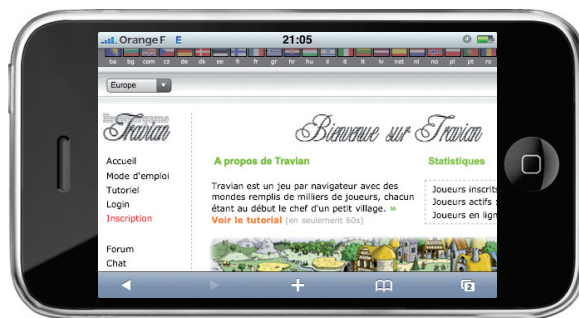 Orange F E 21:05
ba bg com cz de dk ee fi fr gr hr hu il it lt lv net nl no pl pt ro
Europe
Browsergame
Travian
Bienvenue sur Travian
Accueil
Mode d'emploi
Tutoriel
Login
Inscription
Forum
Chat
A propos de Travian
Travian est un jeu par navigateur avec des
mondes remplis de milliers de joueurs, chacun
étant au début le chef d'un petit village. »
Voir le tutorial (en seulement 60s)
Statistiques
Joueurs inscrits
Joueurs actifs :
Joueurs en lign
2